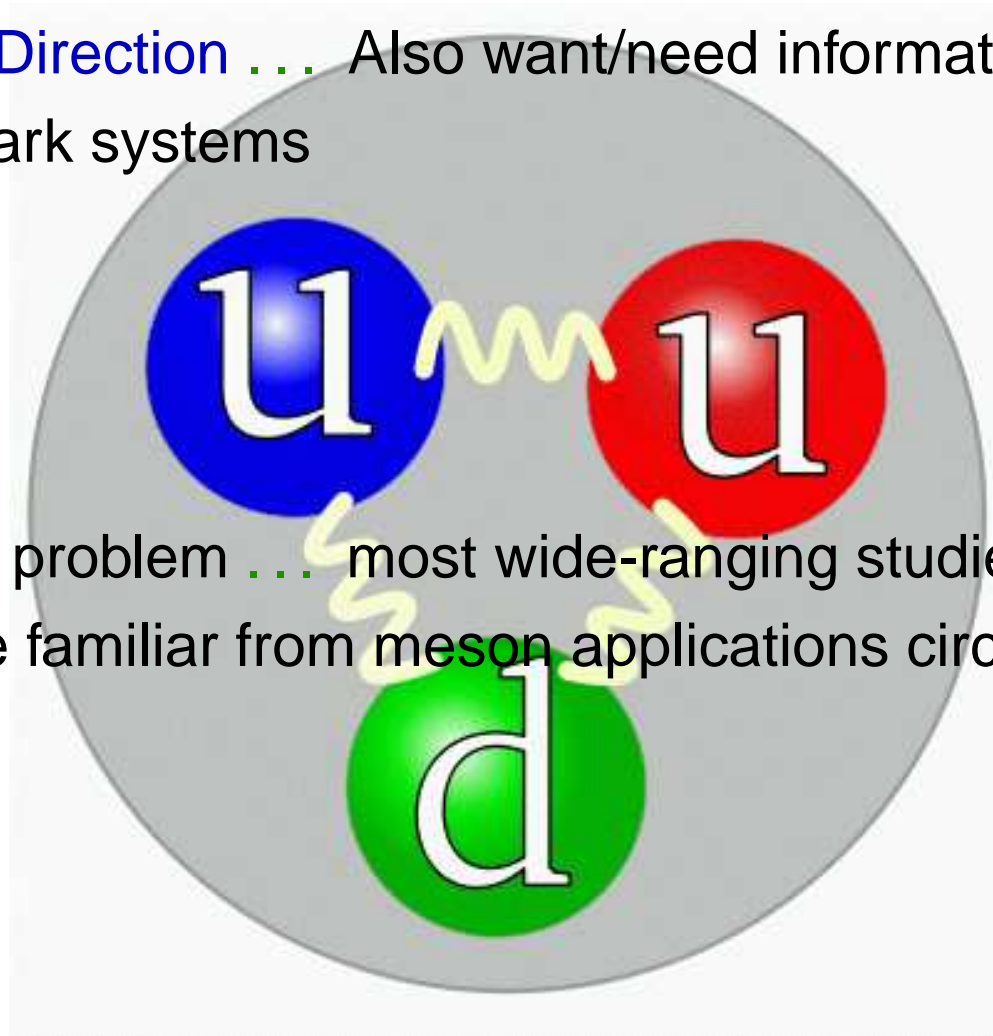 Direction ... Also want/need informat
ark systems
u u
problem ... most wide-ranging studie
e familiar from meson applications circ
d